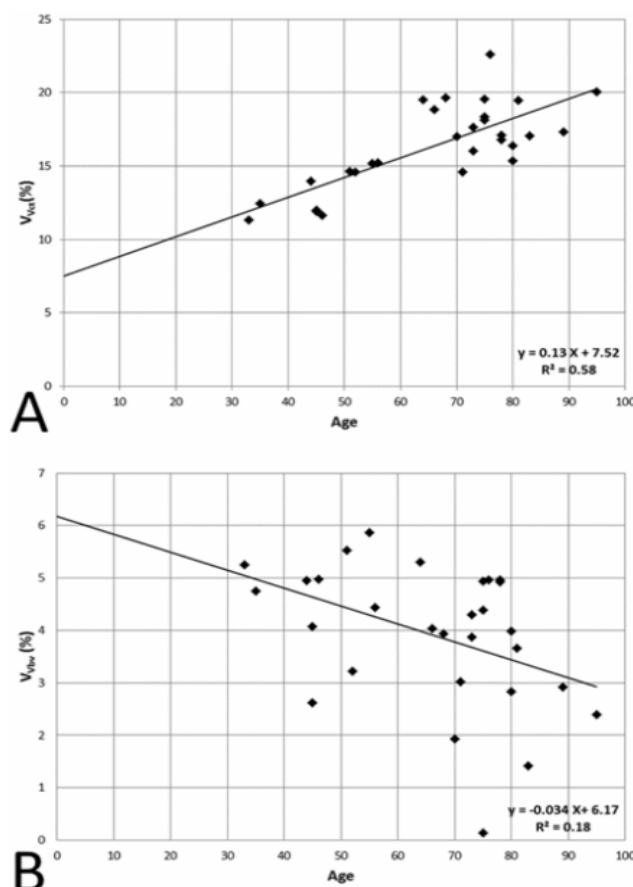 25
20
15
10
5
0
V_Vct(%)
y = 0.13 X + 7.52
R² = 0.58
0 10 20 30 40 50 60 70 80 90 100
Age
A
7
6
5
4
3
2
1
0
V_Vbv (%)
y = -0.034 X+ 6.17
R² = 0.18
0 10 20 30 40 50 60 70 80 90 100
Age
B